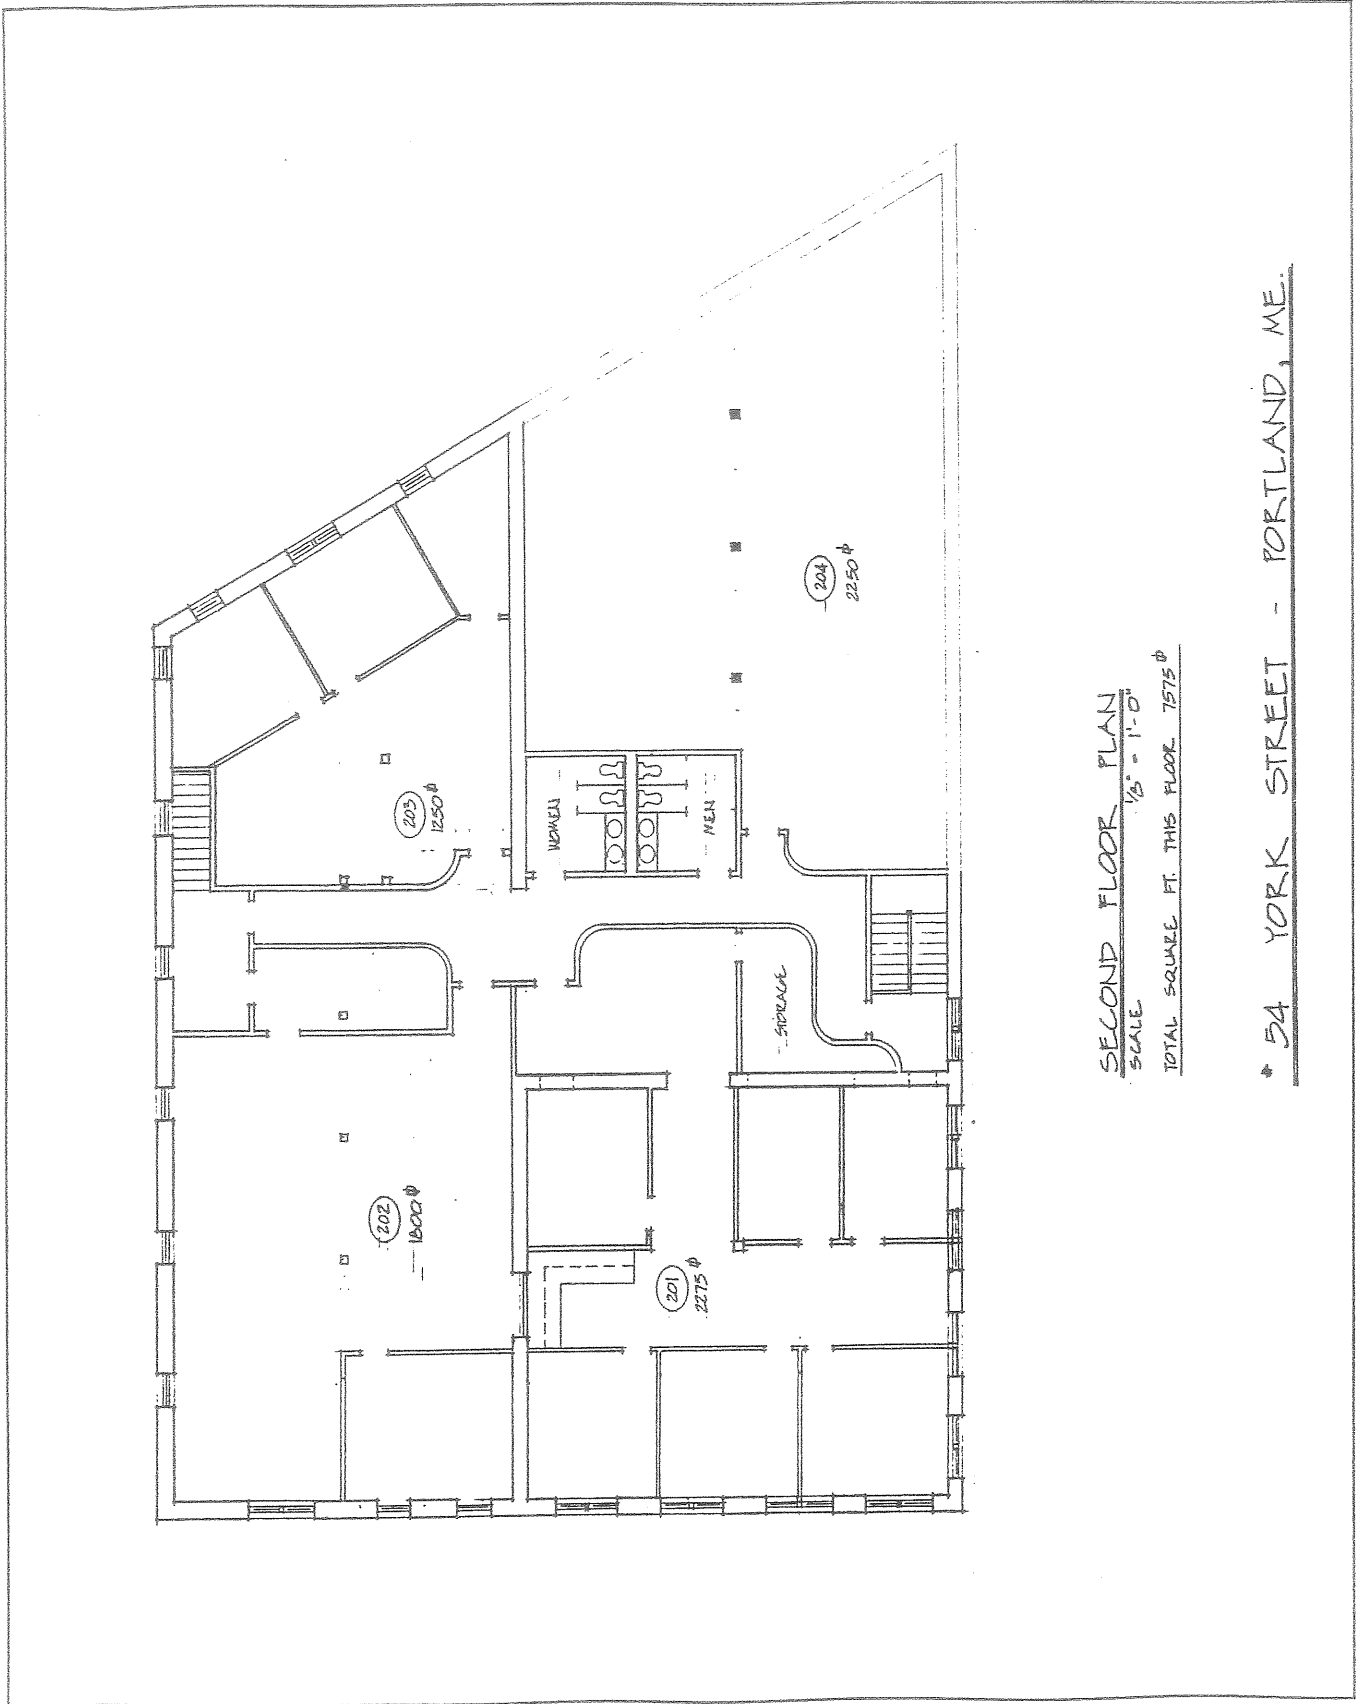 203
1250 ⌀
WOMEN
MEN
204
2250 ⌀
STORAGE
202
1800 ⌀
201
2275 ⌀
SECOND FLOOR PLAN
SCALE 1/8" = 1'-0"
TOTAL SQUARE FT. THIS FLOOR 7575 ⌀
* 54 YORK STREET - PORTLAND, ME.